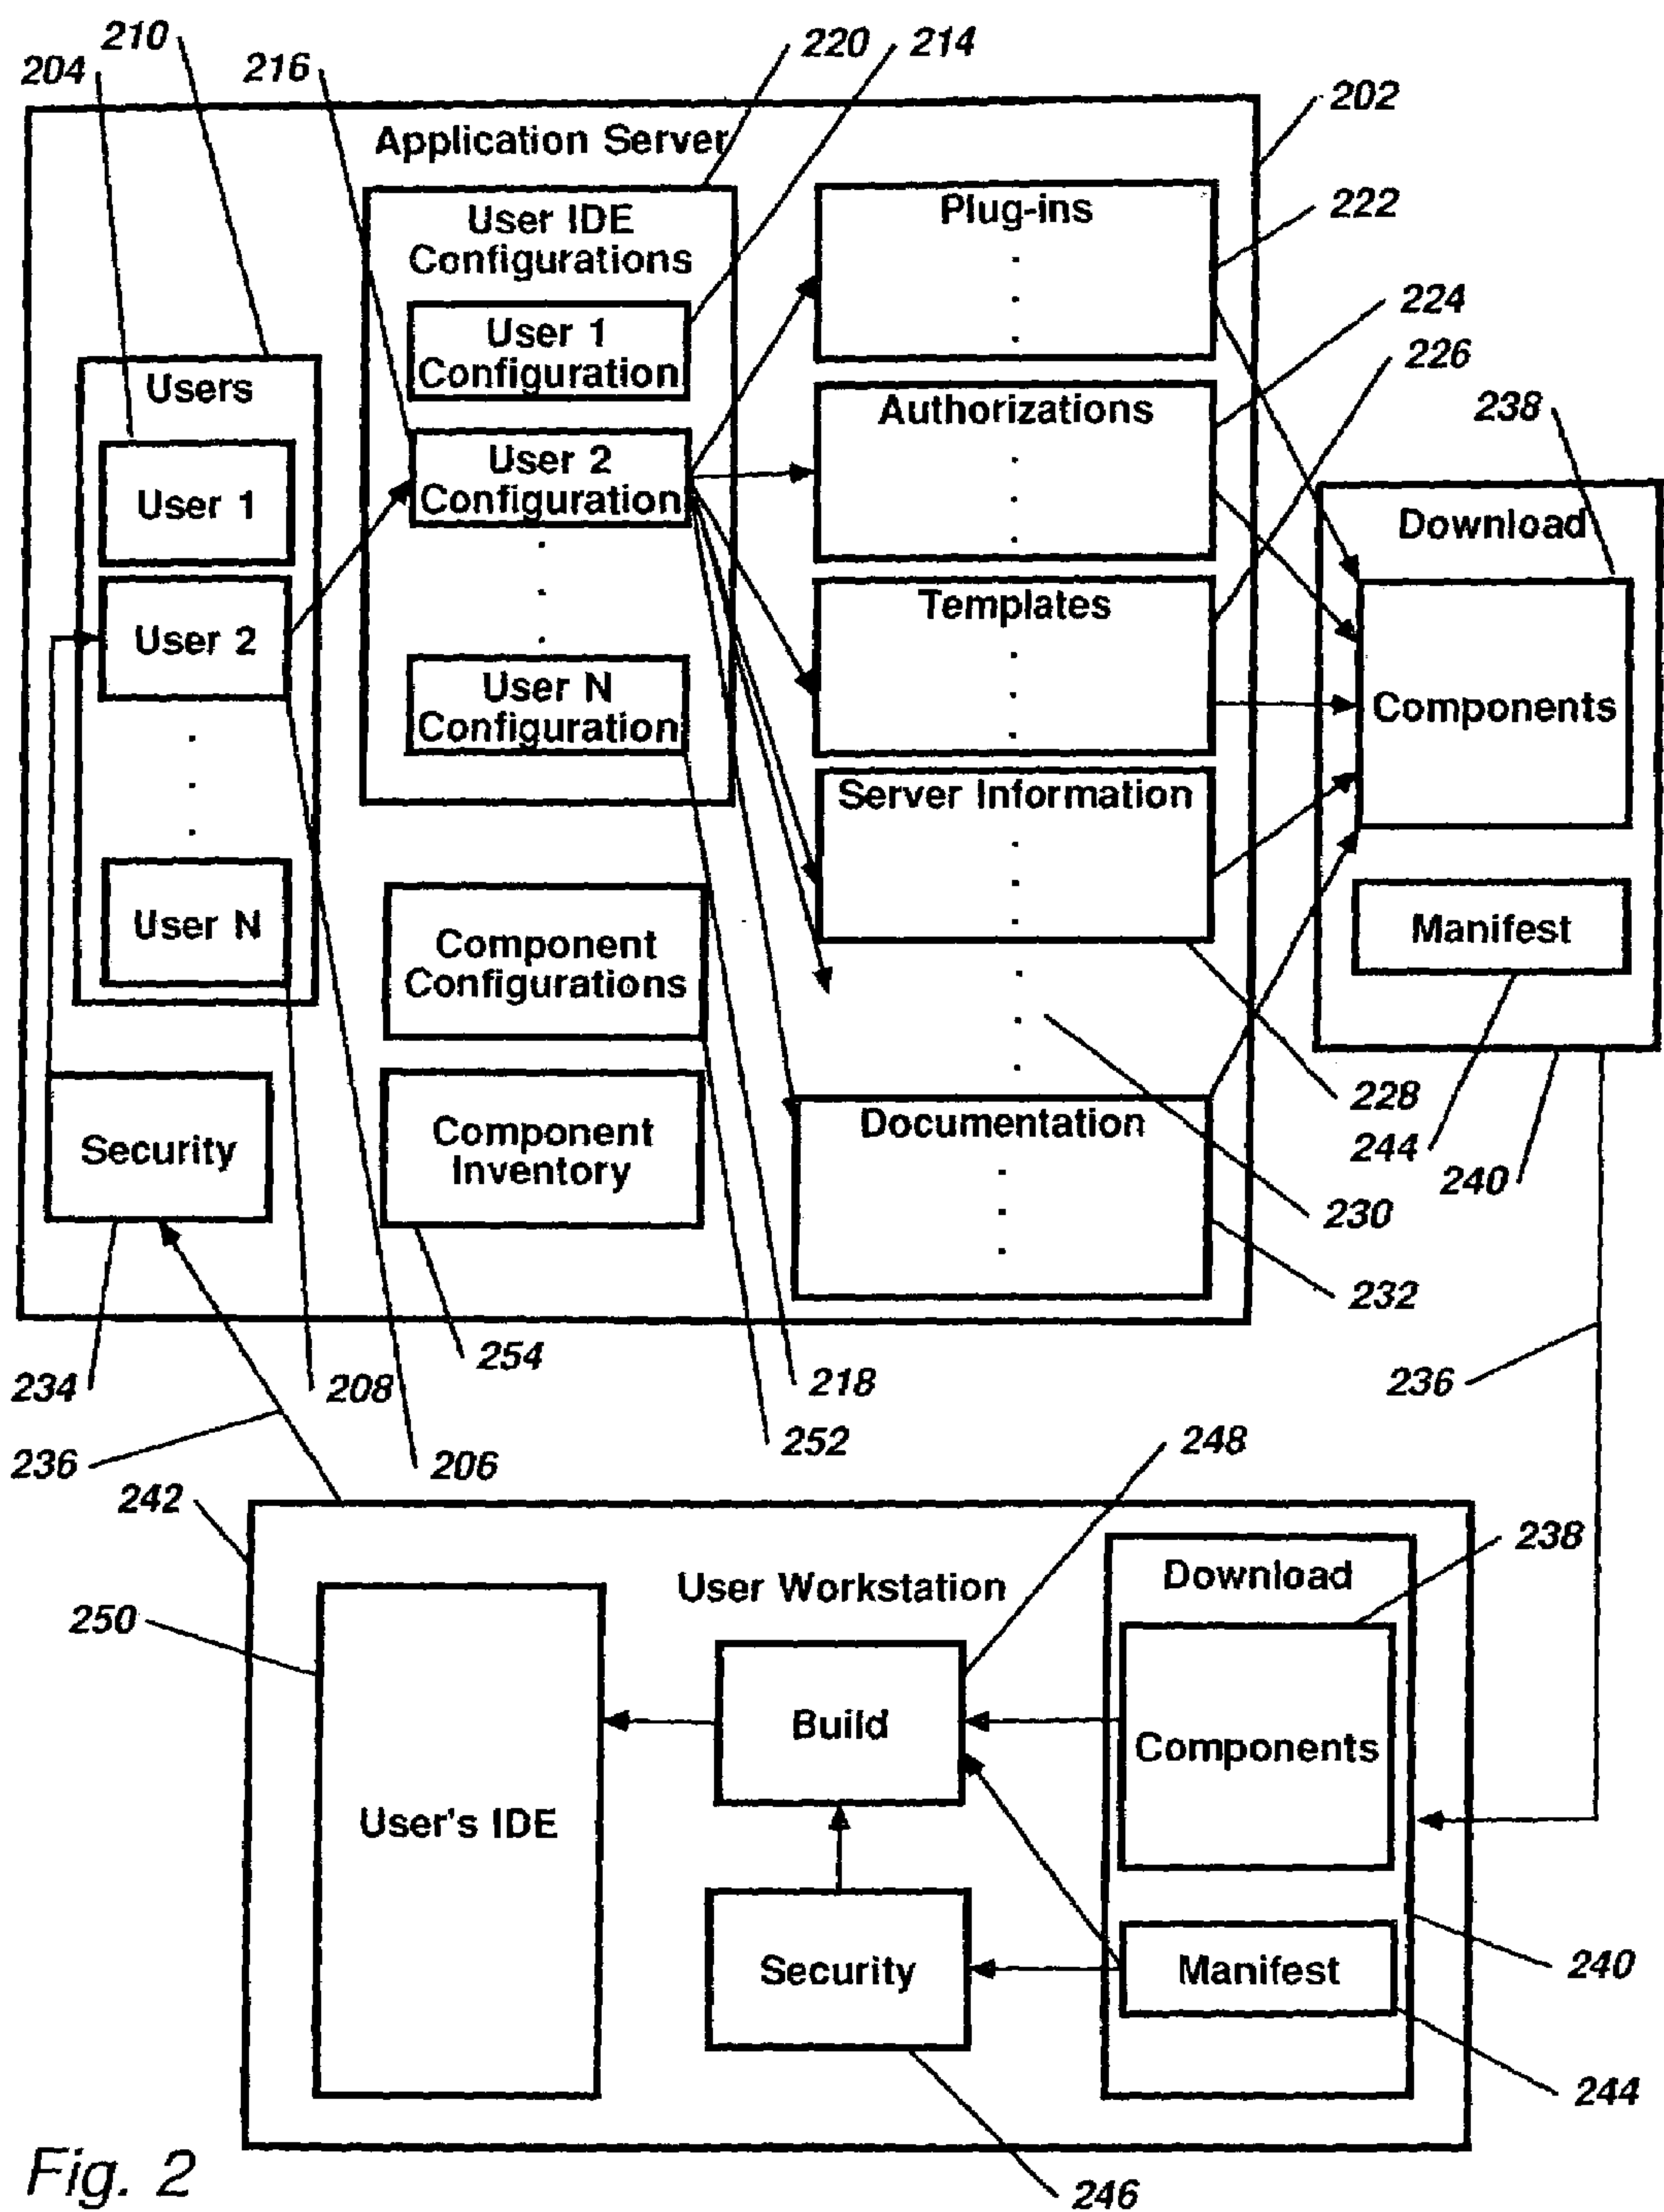 210
204
216
220
214
202
Application Server
User IDE
Configurations
Plug-ins
222
User 1
Configuration
224
226
Users
Authorizations
238
User 1
User 2
Configuration
Download
Templates
User 2
User N
Configuration
Components
Server Information
User N
Component
Configurations
Manifest
228
Security
Component
Inventory
Documentation
244
240
230
232
234
208
254
218
236
236
206
252
248
242
238
User Workstation
Download
250
Build
Components
User's IDE
Security
Manifest
240
244
246
Fig. 2